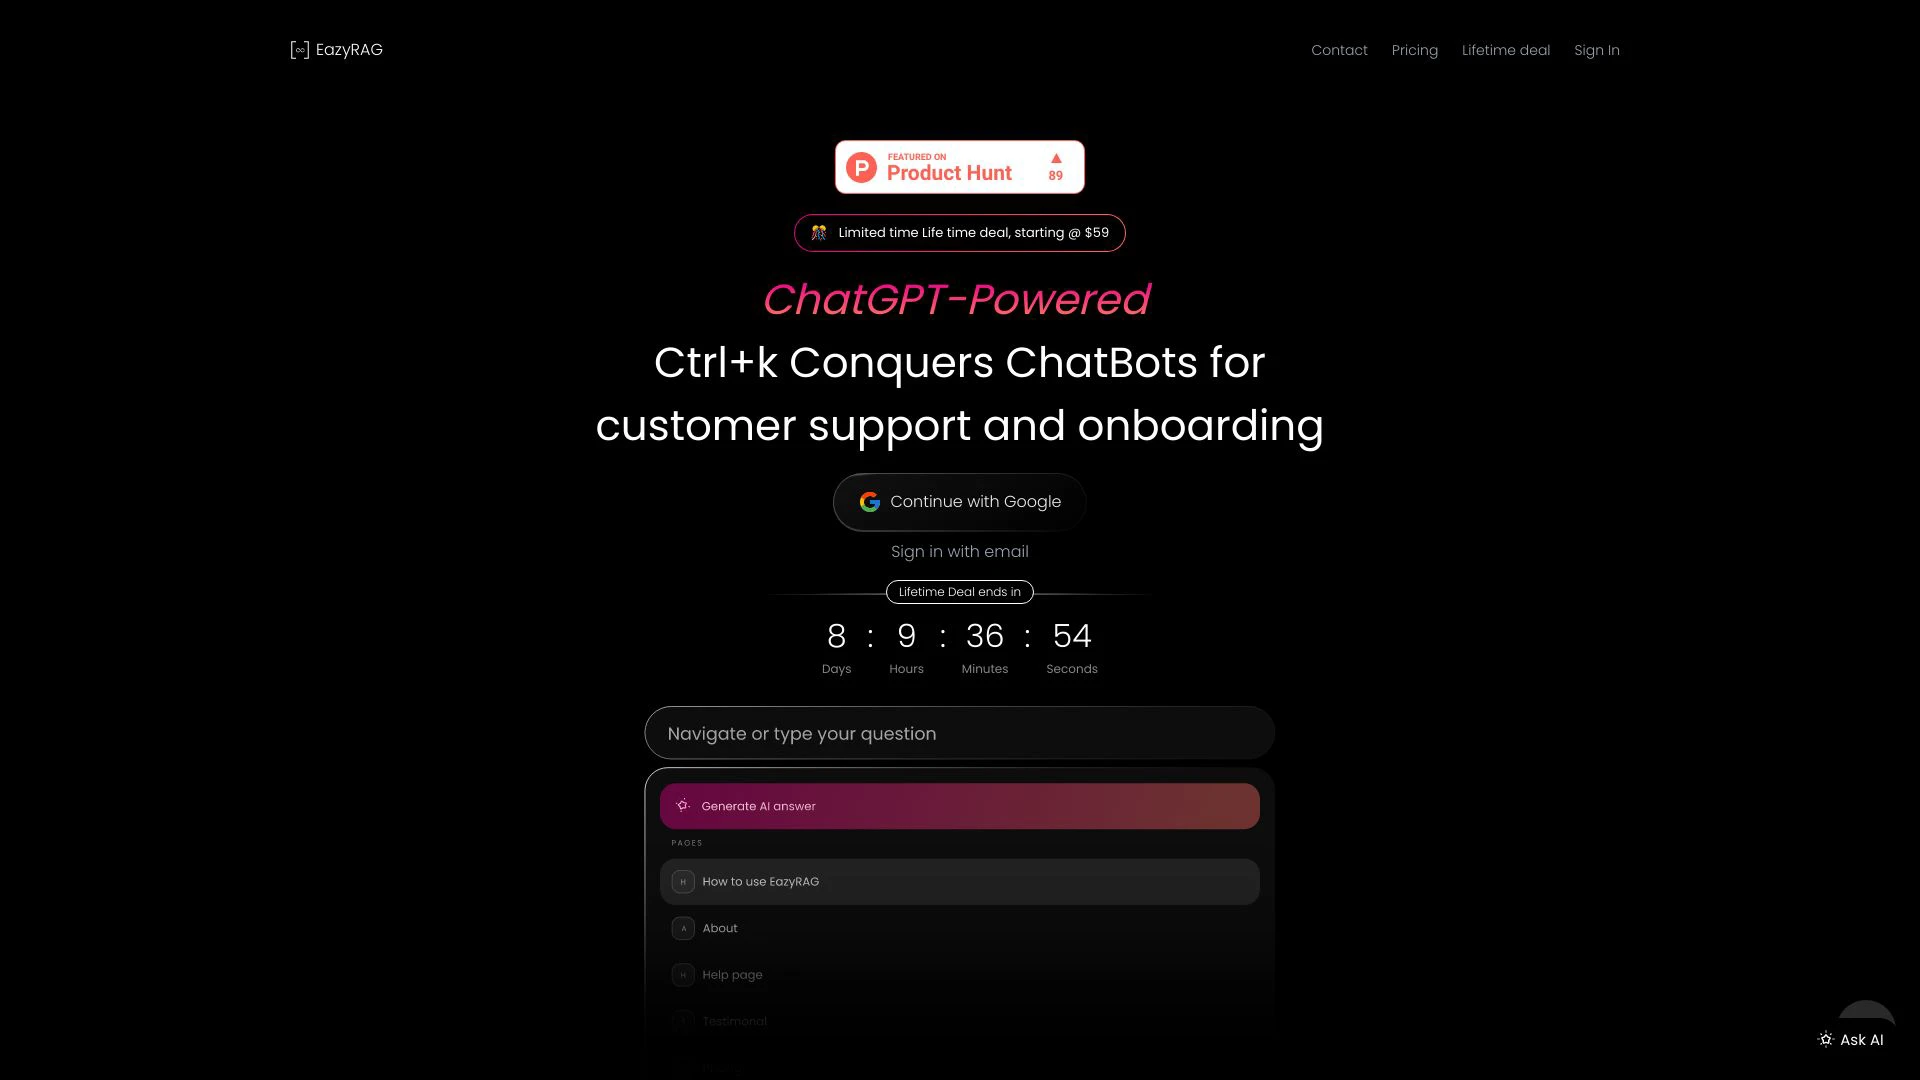 EazyRAG
Contact
Pricing
Lifetime deal
Sign In
FEATURED ON
Product Hunt
89
Limited time Life time deal, starting @ $59
ChatGPT-Powered
Ctrl+k Conquers ChatBots for
customer support and onboarding
Continue with Google
Sign in with email
Lifetime Deal ends in
8 : 9 : 36 : 54
Days Hours Minutes Seconds
Navigate or type your question
Generate AI answer
PAGES
H How to use EazyRAG
A About
H Help page
Testimonal
Ask AI